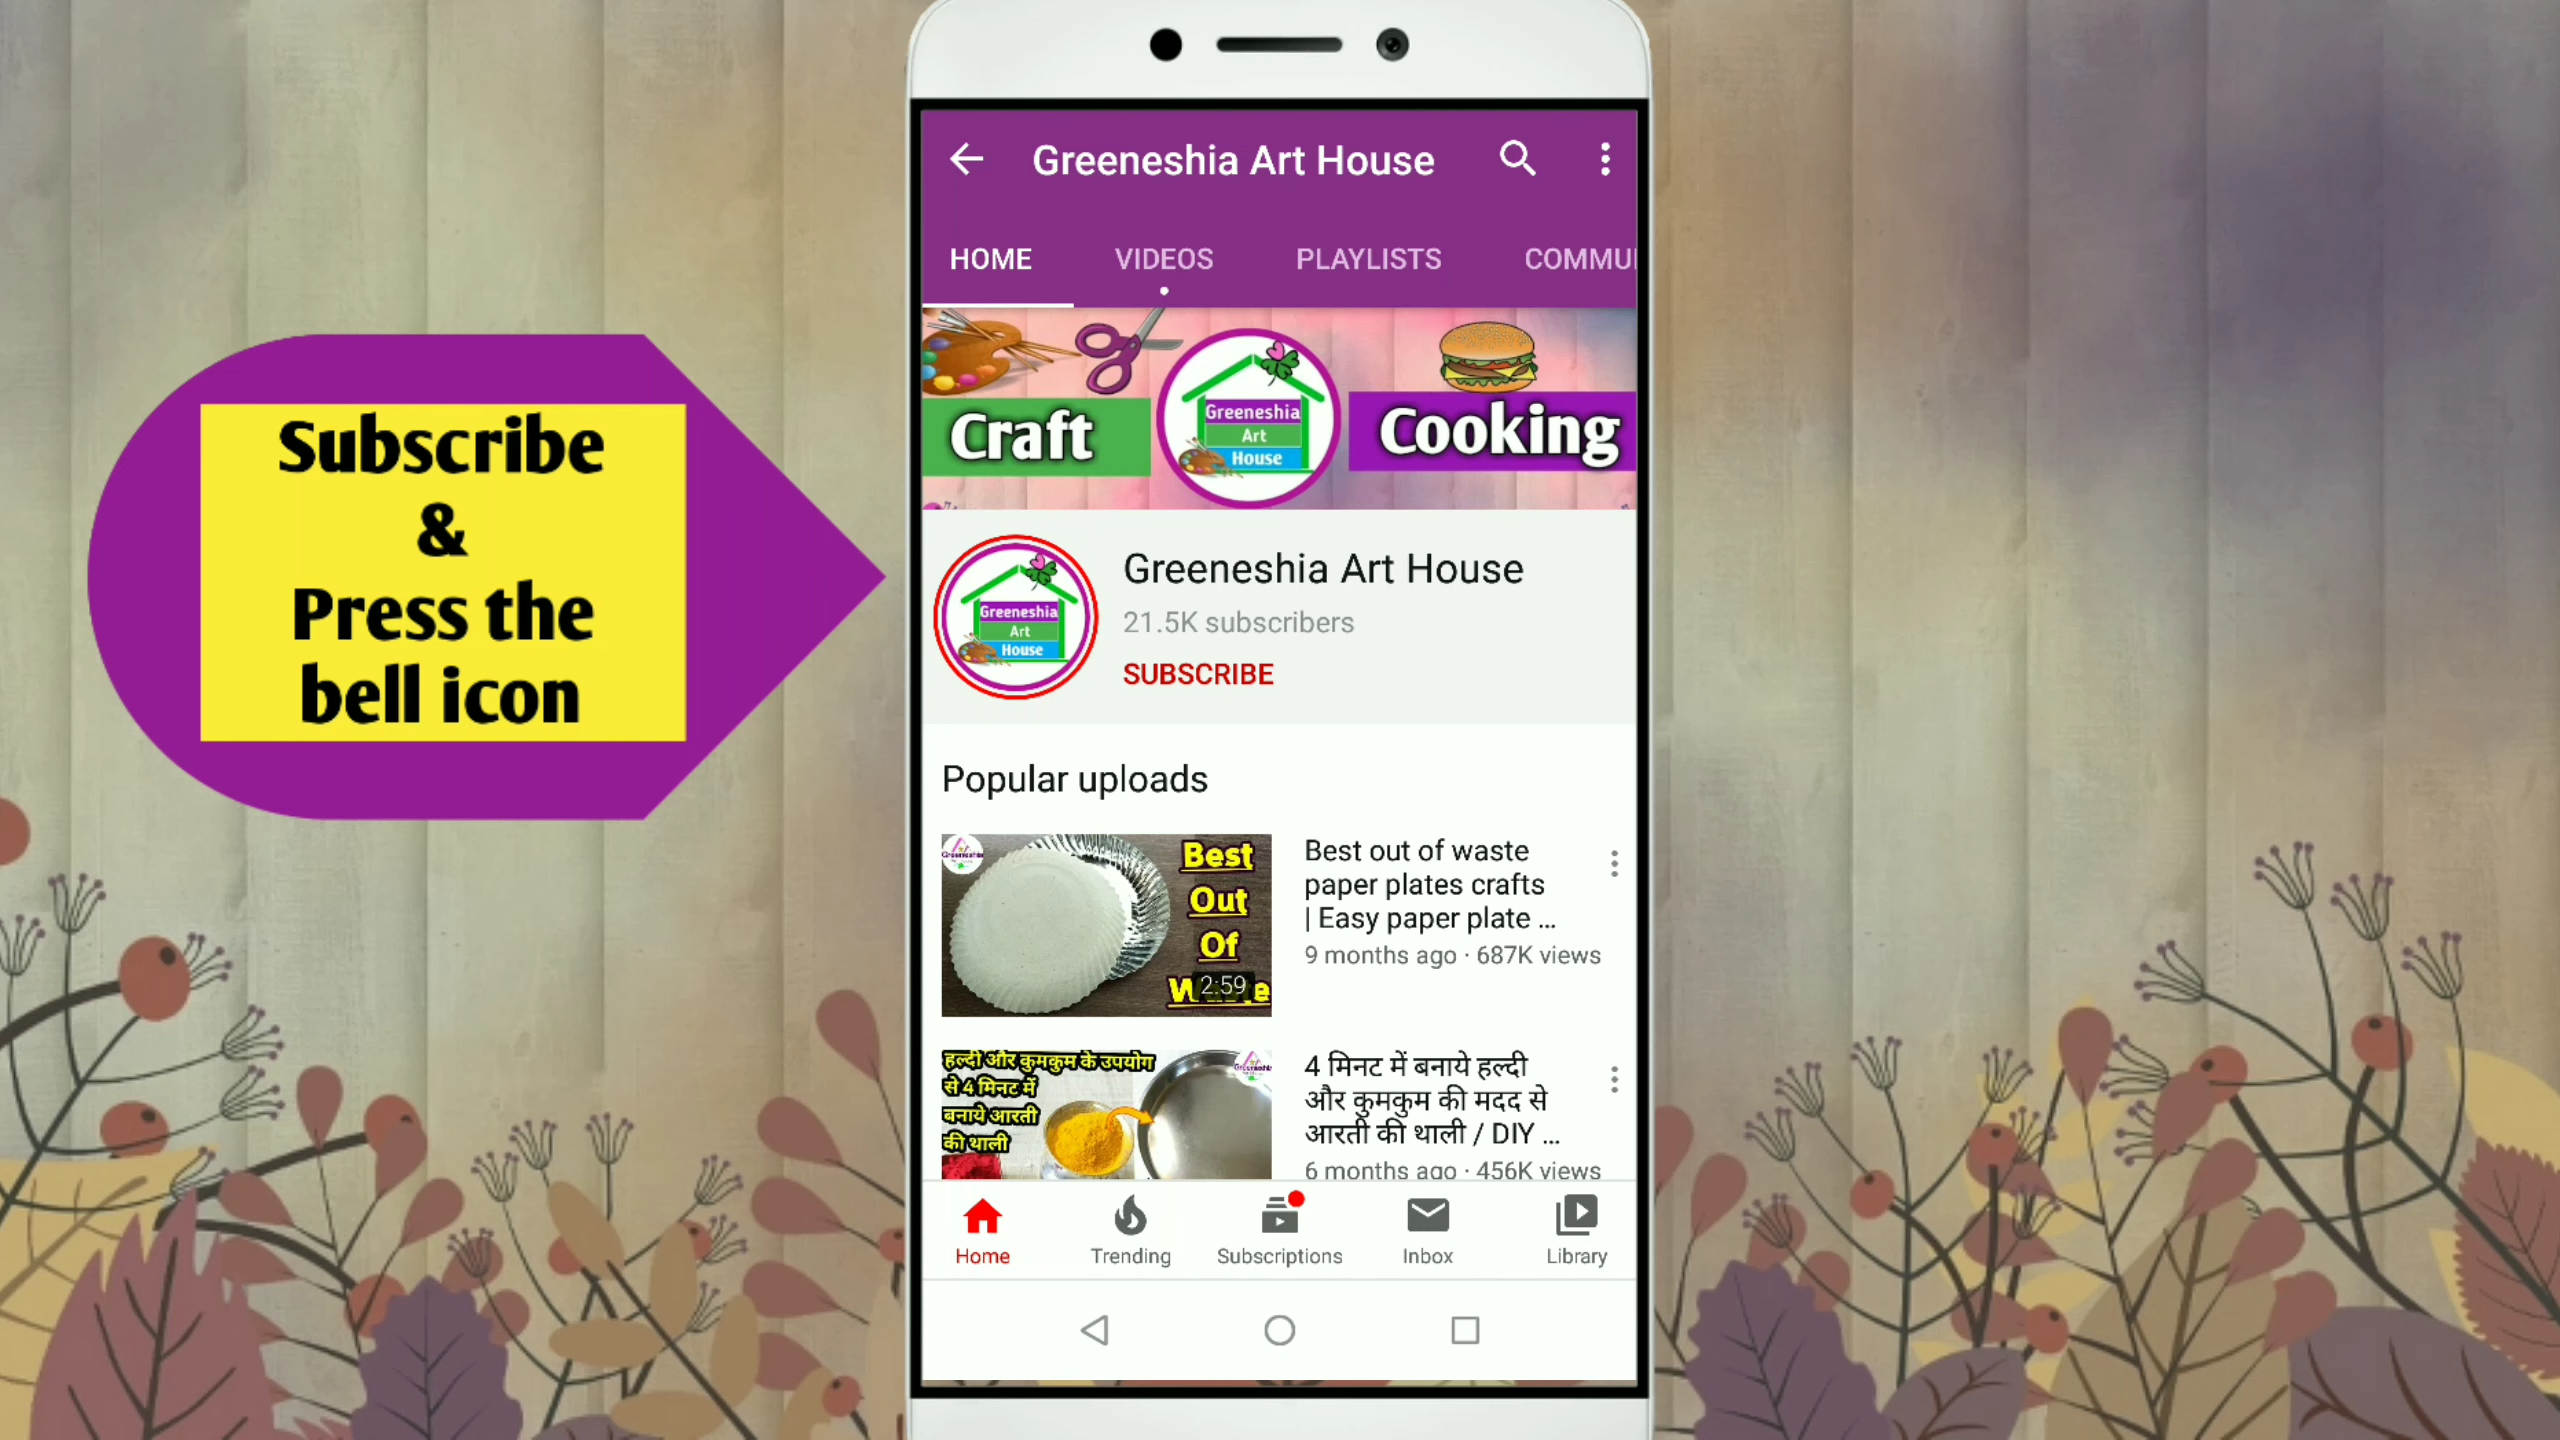 Subscribe
&
Press the
bell icon
Greeneshia Art House
HOME VIDEOS PLAYLISTS COMMU
Craft
Greeneshia
Art
House
Cooking
Greeneshia
Art
House
Greeneshia Art House
21.5K subscribers
SUBSCRIBE
Popular uploads
Greeneshia
Best
Out
Of
2:59
Best out of waste
paper plates crafts
| Easy paper plate ...
9 months ago · 687K views
हल्दी और कुमकुम के उपयोग
से 4 मिनट में
बनाये आरती
की थाली
4 मिनट में बनाये हल्दी
और कुमकुम की मदद से
आरती की थाली / DIY ...
6 months ago · 456K views
Home Trending Subscriptions Inbox Library